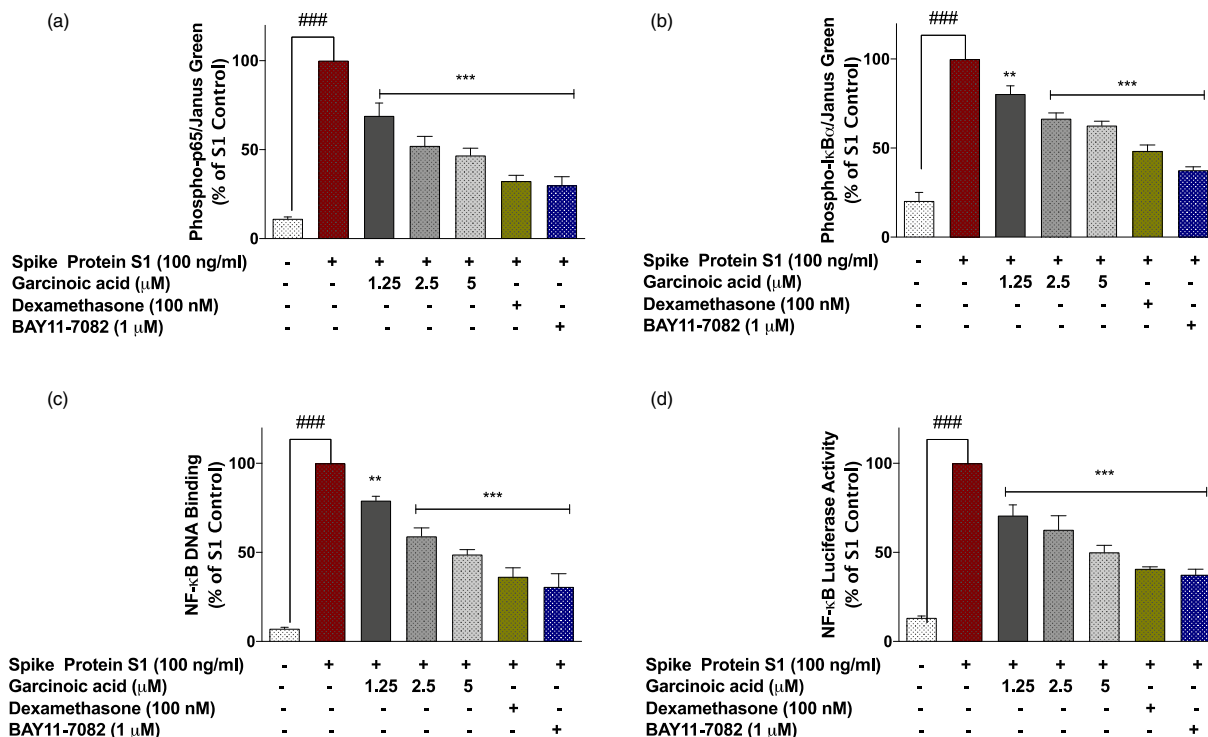 (a)
###
***
Phospho-p65/Janus Green
(% of S1 Control)
100
50
0
Spike Protein S1 (100 ng/ml) - + + + + + +
Garcinoic acid (μM) - - 1.25 2.5 5 - -
Dexamethasone (100 nM) - - - - - + -
BAY11-7082 (1 μM) - - - - - - +
(b)
###
**
***
Phospho-IκBα/Janus Green
(% of S1 Control)
100
50
0
Spike Protein S1 (100 ng/ml) - + + + + + +
Garcinoic acid (μM) - - 1.25 2.5 5 - -
Dexamethasone (100 nM) - - - - - + -
BAY11-7082 (1 μM) - - - - - - +
(c)
###
**
***
NF-κB DNA Binding
(% of S1 Control)
100
50
0
Spike Protein S1 (100 ng/ml) - + + + + + +
Garcinoic acid (μM) - - 1.25 2.5 5 - -
Dexamethasone (100 nM) - - - - - + -
BAY11-7082 (1 μM) - - - - - - +
(d)
###
***
NF-κB Luciferase Activity
(% of S1 Control)
100
50
0
Spike Protein S1 (100 ng/ml) - + + + + + +
Garcinoic acid (μM) - - 1.25 2.5 5 - -
Dexamethasone (100 nM) - - - - - + -
BAY11-7082 (1 μM) - - - - - - +